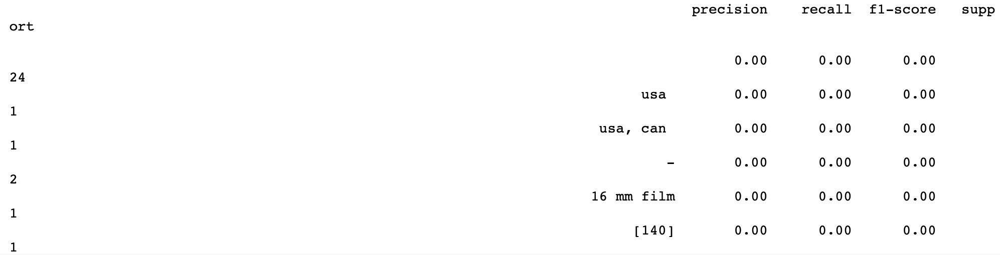 precision recall f1-score supp
ort
0.00 0.00 0.00
24
usa 0.00 0.00 0.00
1
usa, can 0.00 0.00 0.00
1
- 0.00 0.00 0.00
2
16 mm film 0.00 0.00 0.00
1
[140] 0.00 0.00 0.00
1